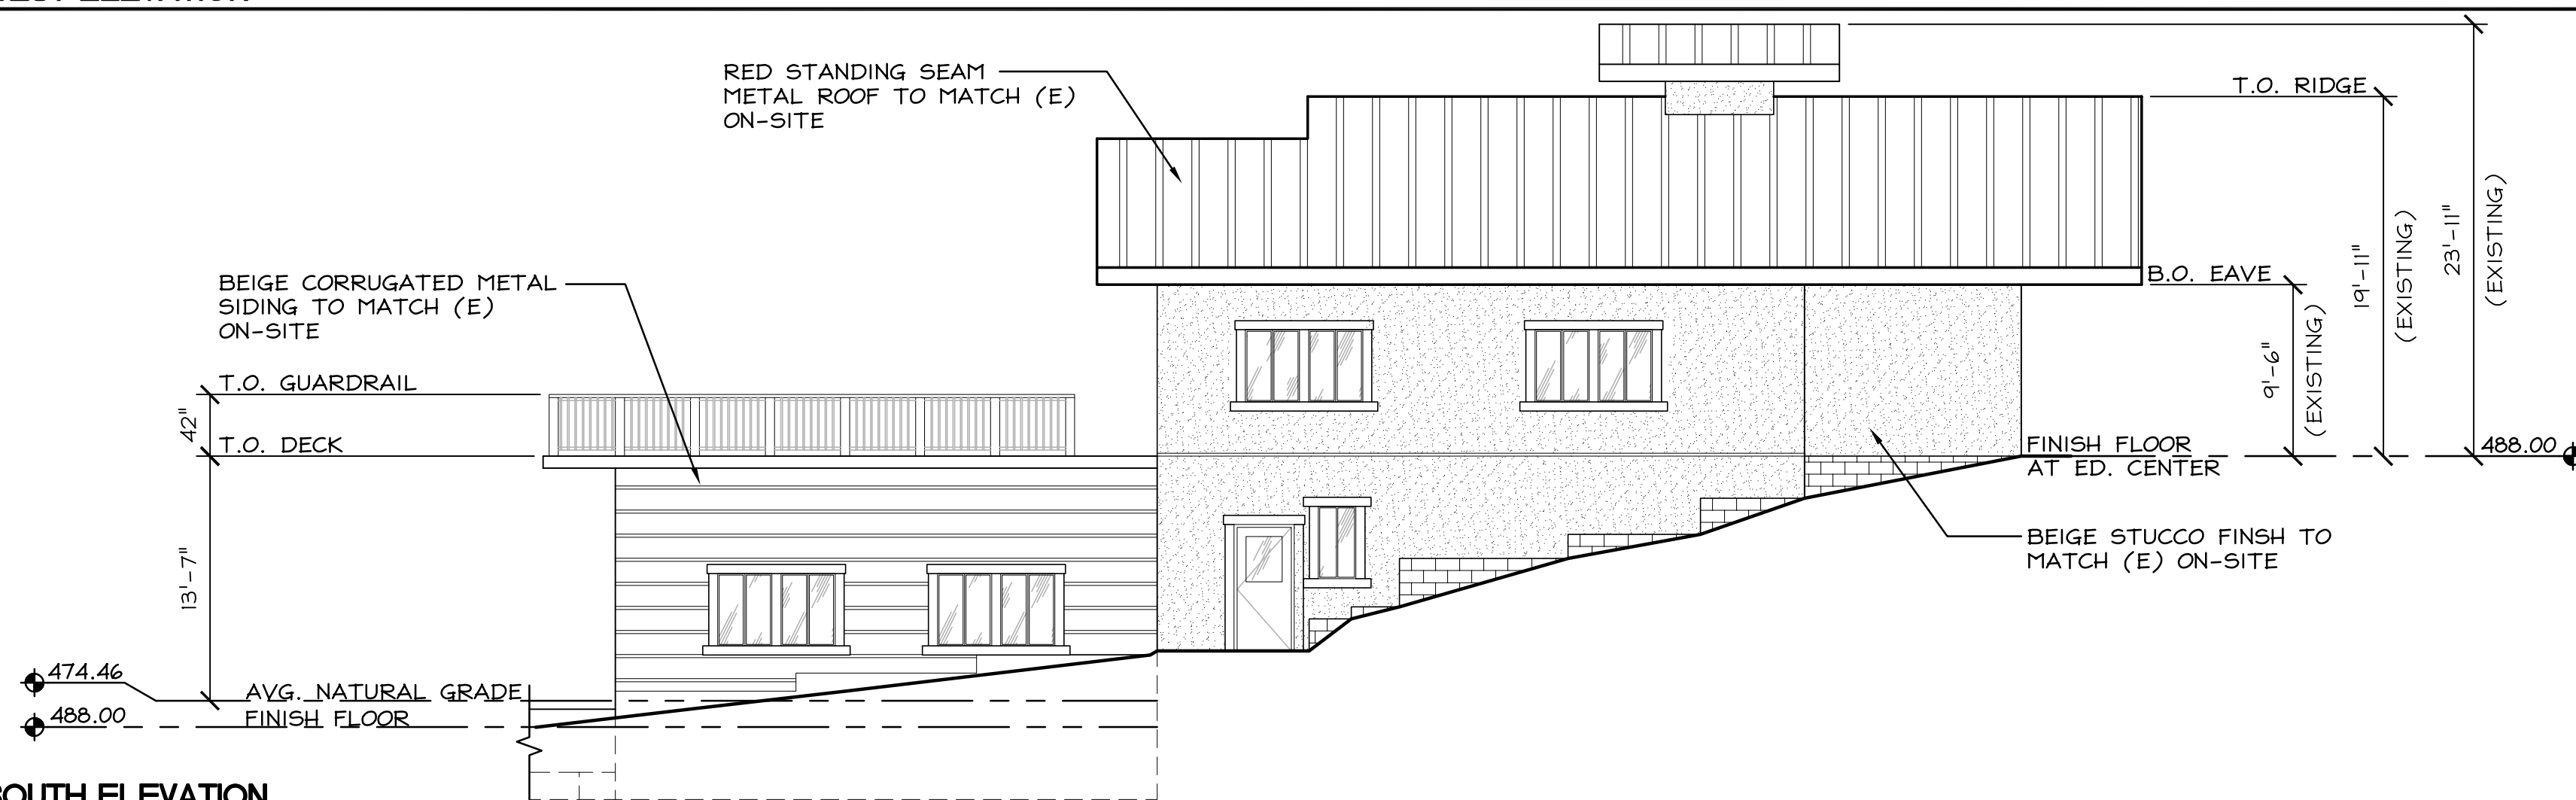 RED STANDING SEAM
METAL ROOF TO MATCH (E)
ON-SITE
T.O. RIDGE
BEIGE CORRUGATED METAL
SIDING TO MATCH (E)
ON-SITE
B.O. EAVE
9'-6"
(EXISTING)
19'-11"
(EXISTING)
23'-11"
(EXISTING)
T.O. GUARDRAIL
42"
T.O. DECK
13'-7"
FINISH FLOOR
AT ED. CENTER
488.00
BEIGE STUCCO FINSH TO
MATCH (E) ON-SITE
474.46
AVG. NATURAL GRADE
488.00
FINISH FLOOR
SOUTH ELEVATION